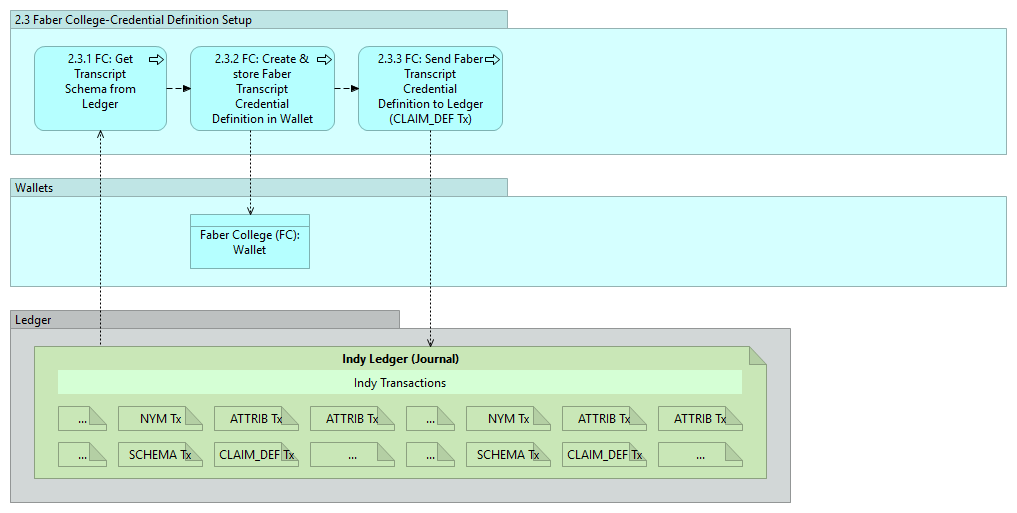 2.3 Faber College-Credential Definition Setup
2.3.1 FC: Get
Transcript
Schema from
Ledger
2.3.2 FC: Create &
store Faber
Transcript
Credential
Definition in Wallet
2.3.3 FC: Send Faber
Transcript
Credential
Definition to Ledger
(CLAIM_DEF Tx)
Wallets
Faber College (FC):
Wallet
Ledger
Indy Ledger (Journal)
Indy Transactions
... NYM Tx ATTRIB Tx ATTRIB Tx ... NYM Tx ATTRIB Tx ATTRIB Tx
... SCHEMA Tx CLAIM_DEF Tx ... ... SCHEMA Tx CLAIM_DEF Tx ...